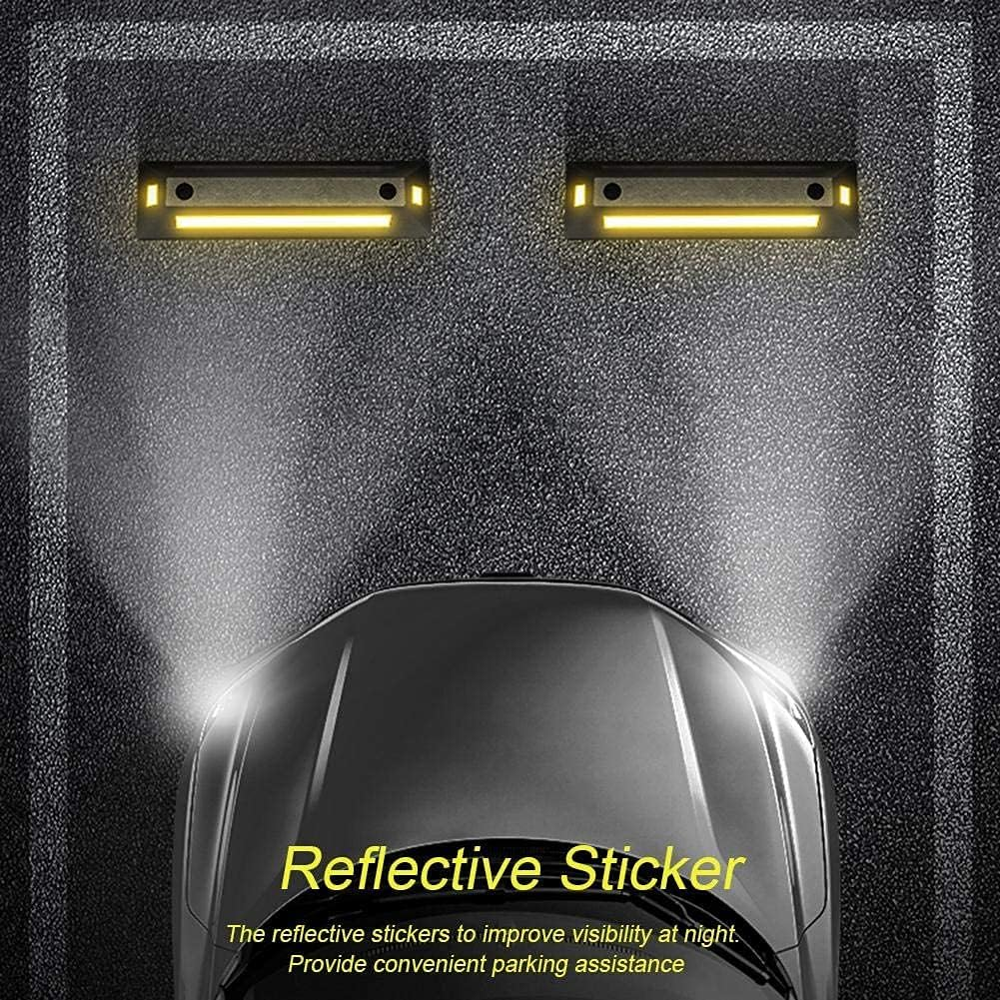 Reflective Sticker
The reflective stickers to improve visibility at night.
Provide convenient parking assistance